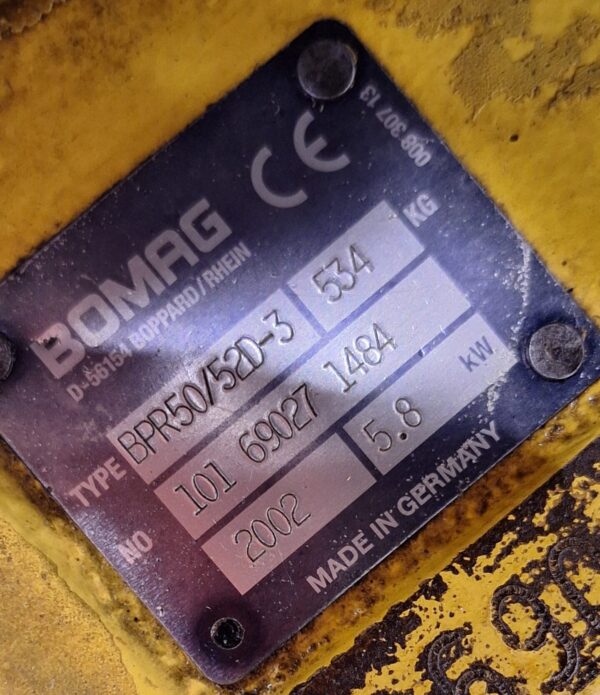 BOMAG CE 008 307 13
D-56154 BOPPARD/RHEIN
TYPE BPR50/52D-3 534 KG
NO 101 69027 1484
2002 5.8 kW
MADE IN GERMANY